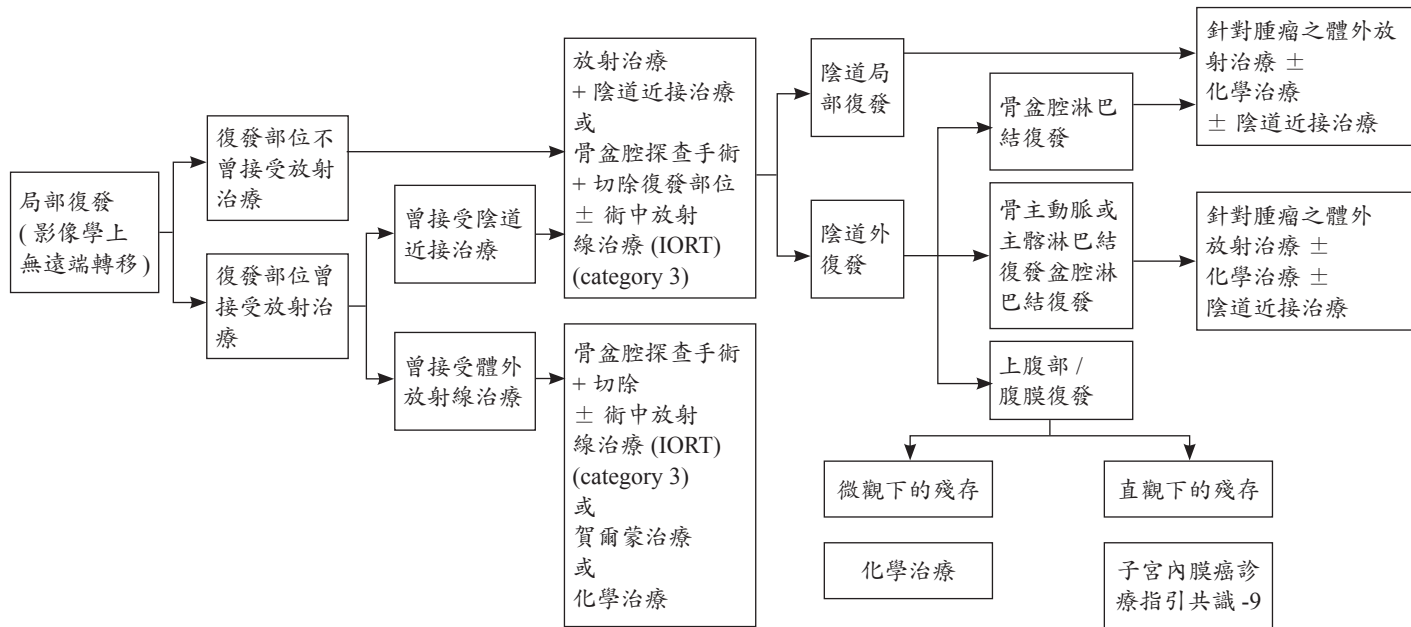 局部復發
( 影像學上
無遠端轉移 )
復發部位不
曾接受放射
治療
復發部位曾
接受放射治
療
曾接受陰道
近接治療
曾接受體外
放射線治療
放射治療
+ 陰道近接治療
或
骨盆腔探查手術
+ 切除復發部位
± 術中放射
線治療 (IORT)
(category 3)
骨盆腔探查手術
+ 切除
± 術中放射
線治療 (IORT)
(category 3)
或
賀爾蒙治療
或
化學治療
陰道局
部復發
陰道外
復發
骨盆腔淋巴
結復發
骨主動脈或
主髂淋巴結
復發盆腔淋
巴結復發
上腹部 /
腹膜復發
針對腫瘤之體外放
射治療 ±
化學治療
± 陰道近接治療
針對腫瘤之體外
放射治療 ±
化學治療 ±
陰道近接治療
微觀下的殘存
直觀下的殘存
化學治療
子宮內膜癌診
療指引共識 -9